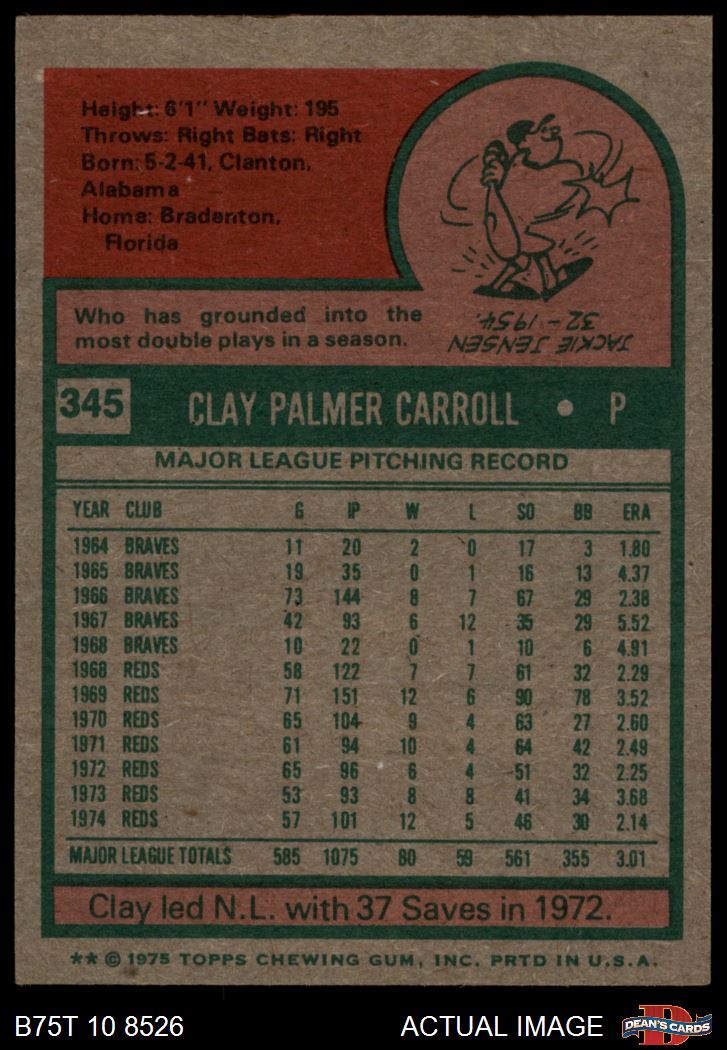 Height: 6'1" Weight: 195
Throws: Right Bats: Right
Born: 5-2-41, Clanton,
Alabama
Home: Bradenton,
Florida
Who has grounded into the
most double plays in a season.
JACKIE JENSEN
32 - 1954.
345 CLAY PALMER CARROLL • P
MAJOR LEAGUE PITCHING RECORD
YEAR CLUB G IP W L SO BB ERA
1964 BRAVES 11 20 2 0 17 3 1.80
1965 BRAVES 19 35 0 1 16 13 4.37
1966 BRAVES 73 144 8 7 67 29 2.38
1967 BRAVES 42 93 6 12 35 29 5.52
1968 BRAVES 10 22 0 1 10 6 4.91
1968 REDS 58 122 7 7 61 32 2.29
1969 REDS 71 151 12 6 90 78 3.52
1970 REDS 65 104 9 4 63 27 2.60
1971 REDS 61 94 10 4 64 42 2.49
1972 REDS 65 96 6 4 51 32 2.25
1973 REDS 53 93 8 8 41 34 3.68
1974 REDS 57 101 12 5 46 30 2.14
MAJOR LEAGUE TOTALS 585 1075 80 59 561 355 3.01
Clay led N.L. with 37 Saves in 1972.
** © 1975 TOPPS CHEWING GUM, INC. PRTD IN U.S.A.
B75T 10 8526 ACTUAL IMAGE D DEAN'S CARDS